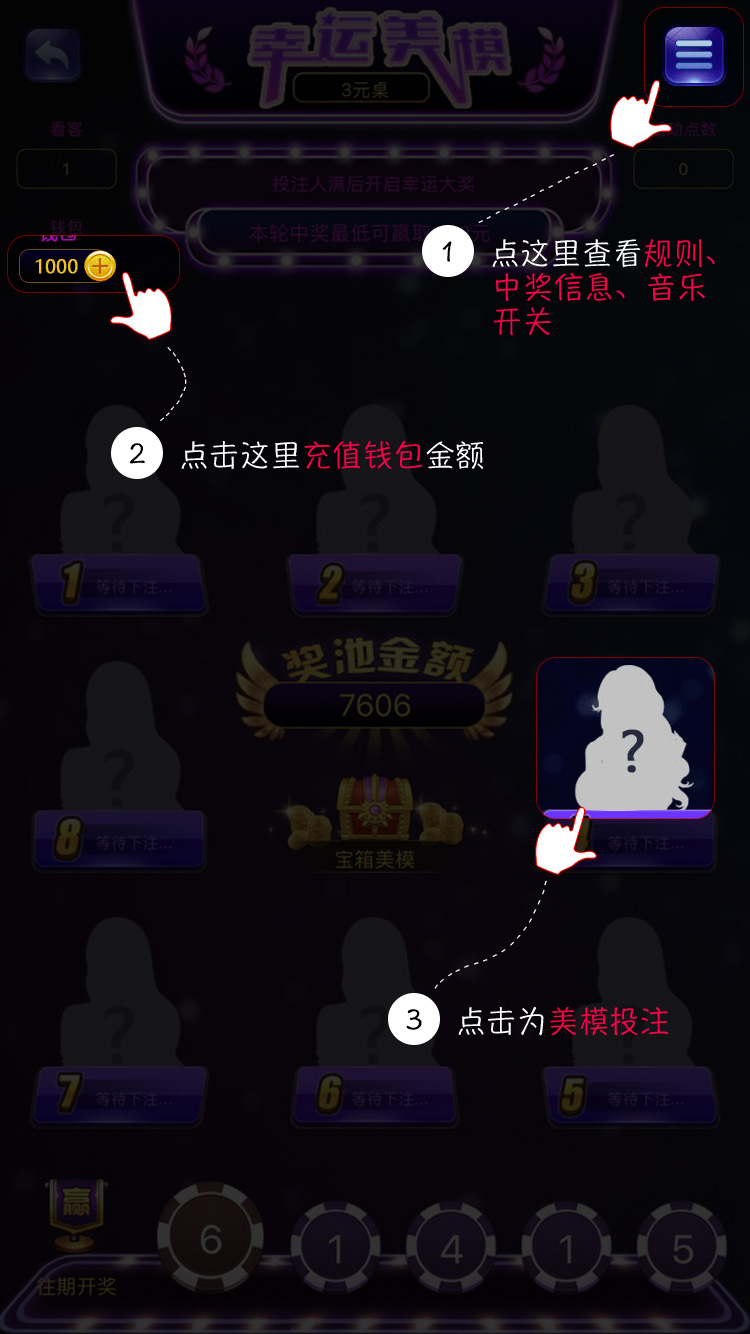 幸运美模
3元桌
看客
动点数
1
0
投注人满后开启幸运大奖
钱包
本轮中奖最低可赢取
元
1000
1
点这里查看规则、
中奖信息、音乐
开关
2
点击这里充值钱包金额
?
?
?
1 等待下注...
2 等待下注...
3 等待下注...
奖池金额
7606
?
?
8 等待下注...
等待下注...
宝箱美模
3
点击为美模投注
?
?
7 等待下注...
6 等待下注...
5 等待下注...
赢
6
1
4
1
5
往期开奖